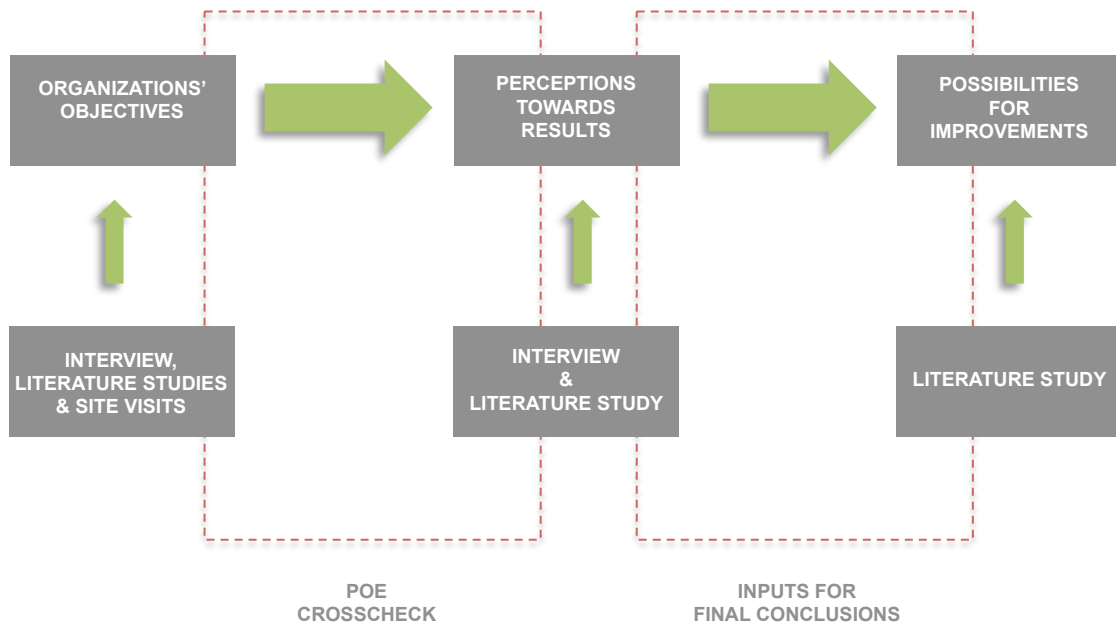 ORGANIZATIONS’
OBJECTIVES
PERCEPTIONS
TOWARDS
RESULTS
POSSIBILITIES
FOR
IMPROVEMENTS
INTERVIEW,
LITERATURE STUDIES
& SITE VISITS
INTERVIEW
&
LITERATURE STUDY
LITERATURE STUDY
POE
CROSSCHECK
INPUTS FOR
FINAL CONCLUSIONS